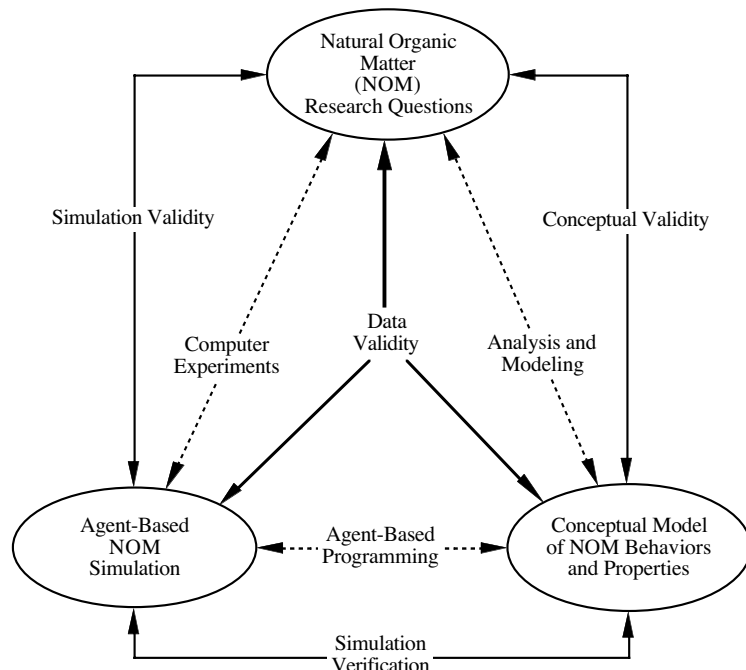 Natural Organic
Matter
(NOM)
Research Questions
Simulation Validity
Conceptual Validity
Data
Validity
Computer
Experiments
Analysis and
Modeling
Agent-Based
NOM
Simulation
Agent-Based
Programming
Conceptual Model
of NOM Behaviors
and Properties
Simulation
Verification